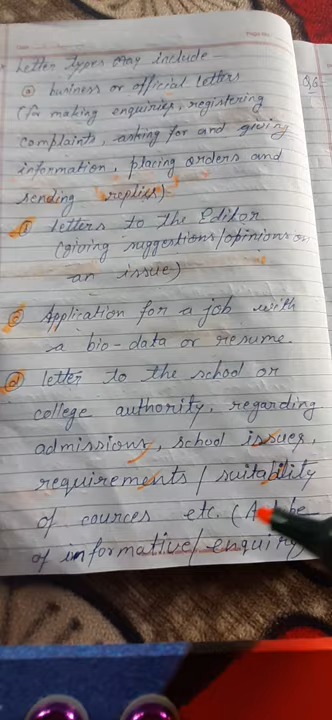 Letter types may include -
(a) business or official letters
(for making enquiries, registering
complaints, asking for and giving
information, placing orders and
sending replies)
letters to the Editor
(giving suggestions/opinions on
an issue)
(c) Application for a job with
a bio-data or resume.
(d) letter to the school or
college authority, regarding
admissions, school issues,
requirements / suitability
of cources etc. (
of informative/ enquiry